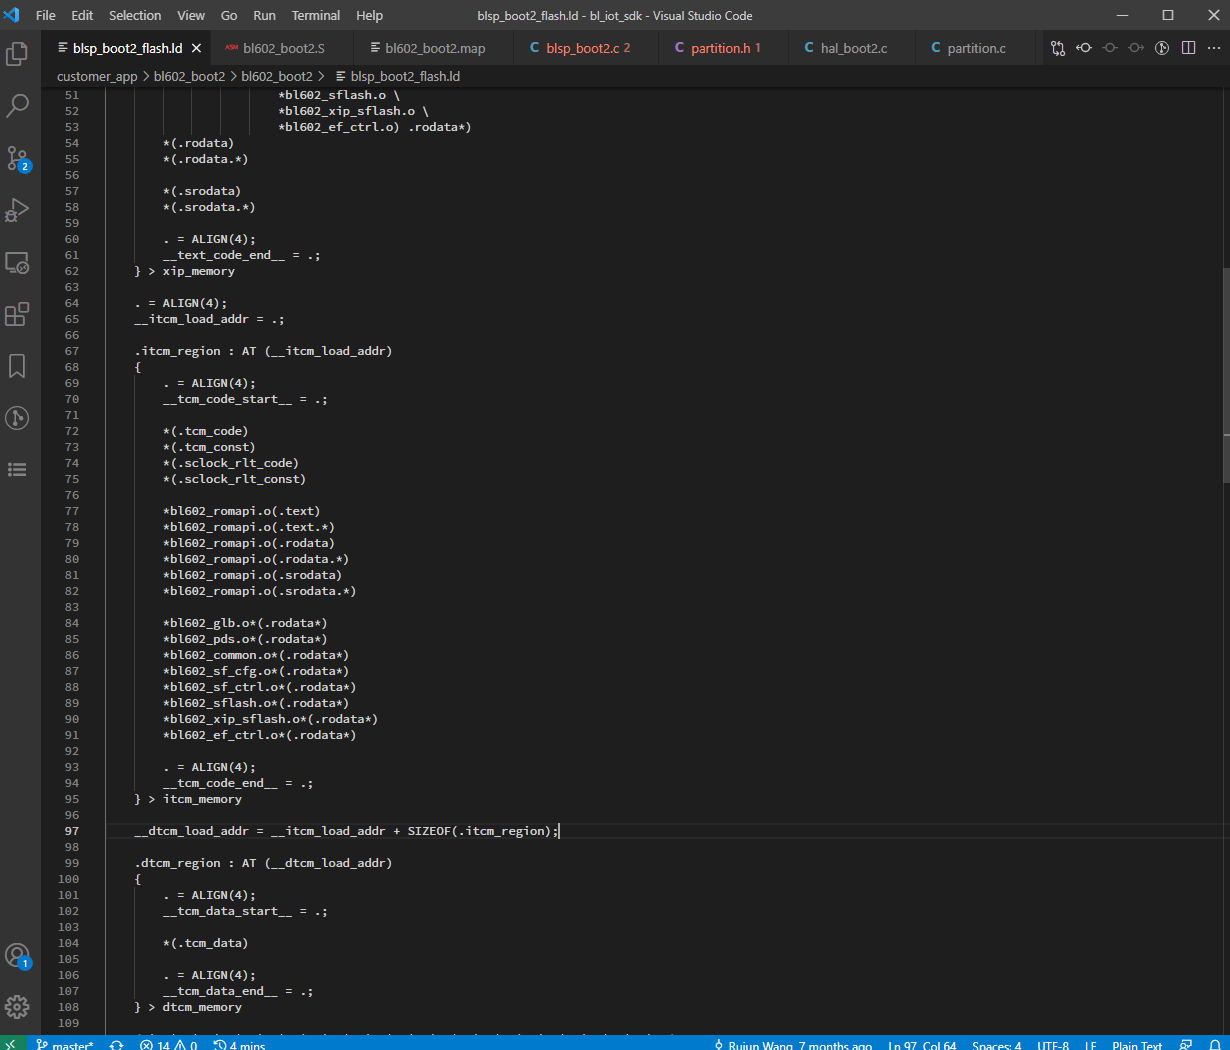 File Edit Selection View Go Run Terminal Help blsp_boot2_flash.ld - bl_iot_sdk - Visual Studio Code
blsp_boot2_flash.ld ASM bl602_boot2.S bl602_boot2.map C blsp_boot2.c 2 C partition.h 1 C hal_boot2.c C partition.c
customer_app > bl602_boot2 > bl602_boot2 > blsp_boot2_flash.ld
51 *bl602_sflash.o \
52 *bl602_xip_sflash.o \
53 *bl602_ef_ctrl.o) .rodata*)
54 *(.rodata)
55 *(.rodata.*)
56
57 *(.srodata)
58 *(.srodata.*)
59
60 . = ALIGN(4);
61 __text_code_end__ = .;
62 } > xip_memory
63
64 . = ALIGN(4);
65 __itcm_load_addr = .;
66
67 .itcm_region : AT (__itcm_load_addr)
68 {
69 . = ALIGN(4);
70 __tcm_code_start__ = .;
71
72 *(.tcm_code)
73 *(.tcm_const)
74 *(.sclock_rlt_code)
75 *(.sclock_rlt_const)
76
77 *bl602_romapi.o(.text)
78 *bl602_romapi.o(.text.*)
79 *bl602_romapi.o(.rodata)
80 *bl602_romapi.o(.rodata.*)
81 *bl602_romapi.o(.srodata)
82 *bl602_romapi.o(.srodata.*)
83
84 *bl602_glb.o*(.rodata*)
85 *bl602_pds.o*(.rodata*)
86 *bl602_common.o*(.rodata*)
87 *bl602_sf_cfg.o*(.rodata*)
88 *bl602_sf_ctrl.o*(.rodata*)
89 *bl602_sflash.o*(.rodata*)
90 *bl602_xip_sflash.o*(.rodata*)
91 *bl602_ef_ctrl.o*(.rodata*)
92
93 . = ALIGN(4);
94 __tcm_code_end__ = .;
95 } > itcm_memory
96
97 __dtcm_load_addr = __itcm_load_addr + SIZEOF(.itcm_region);
98
99 .dtcm_region : AT (__dtcm_load_addr)
100 {
101 . = ALIGN(4);
102 __tcm_data_start__ = .;
103
104 *(.tcm_data)
105
106 . = ALIGN(4);
107 __tcm_data_end__ = .;
108 } > dtcm_memory
109
2
1
master* 14 0 4 mins Ruijun Wang, 7 months ago Ln 97, Col 64 Spaces: 4 UTF-8 LF Plain Text